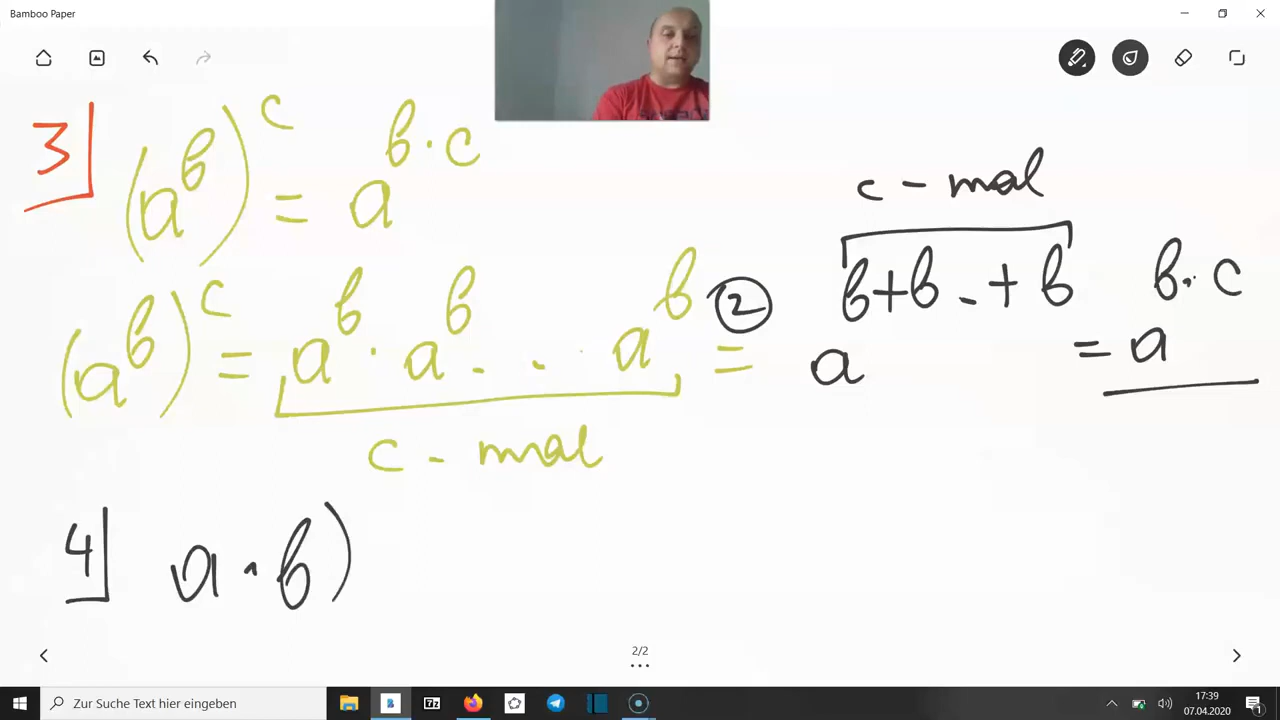 Bamboo Paper
3
(a^b)^c = a^{b·c}
c - mal
(a^b)^c = a^b · a^b . . . a^b =② a^{b+b..+b} = a^{b·c}
c - mal
4 a · b)
2/2
Zur Suche Text hier eingeben
17:39
07.04.2020